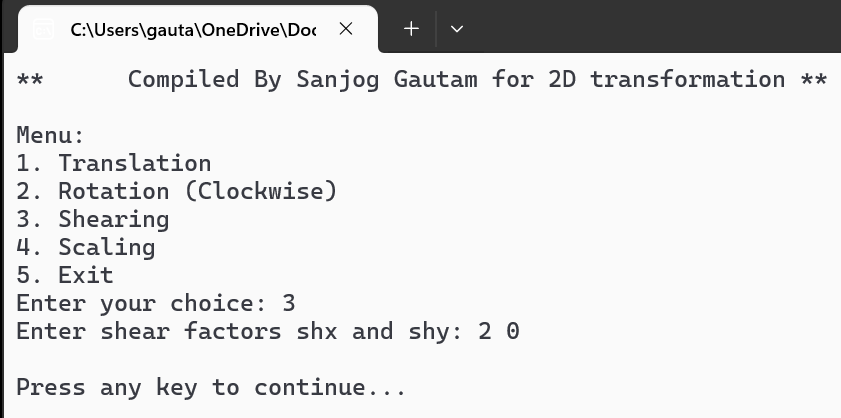 C:\Users\gauta\OneDrive\Doc
** Compiled By Sanjog Gautam for 2D transformation **
Menu:
1. Translation
2. Rotation (Clockwise)
3. Shearing
4. Scaling
5. Exit
Enter your choice: 3
Enter shear factors shx and shy: 2 0
Press any key to continue...